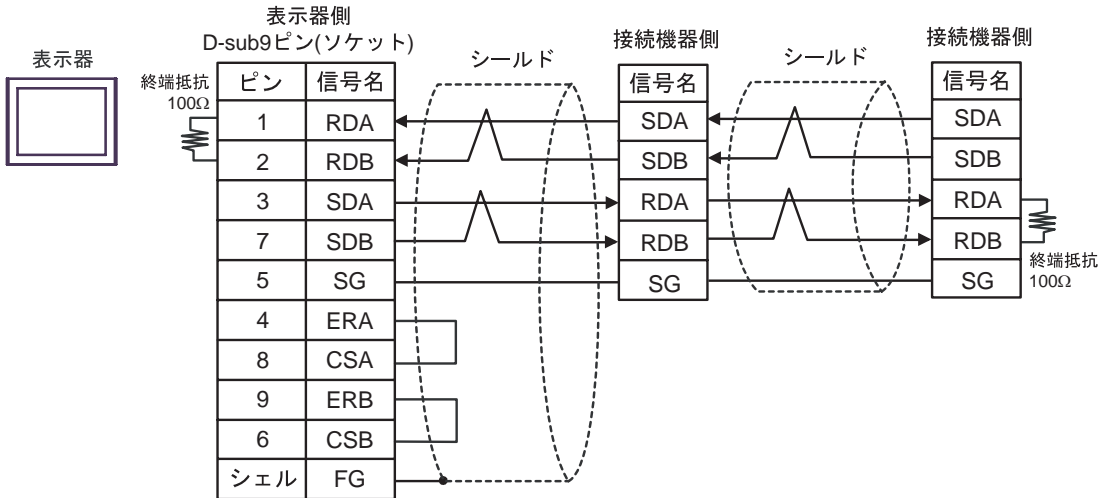 表示器
表示器側
D-sub9ピン(ソケット)
終端抵抗
100Ω
ピン 信号名
1 RDA
2 RDB
3 SDA
7 SDB
5 SG
4 ERA
8 CSA
9 ERB
6 CSB
シェル FG
シールド
接続機器側
信号名
SDA
SDB
RDA
RDB
SG
シールド
接続機器側
信号名
SDA
SDB
RDA
RDB
SG
終端抵抗
100Ω